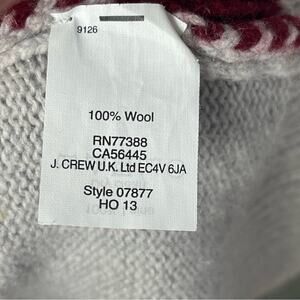 9126
100% Wool
RN77388
CA56445
J. CREW U.K. Ltd EC4V 6JA
Style 07877
HO 13